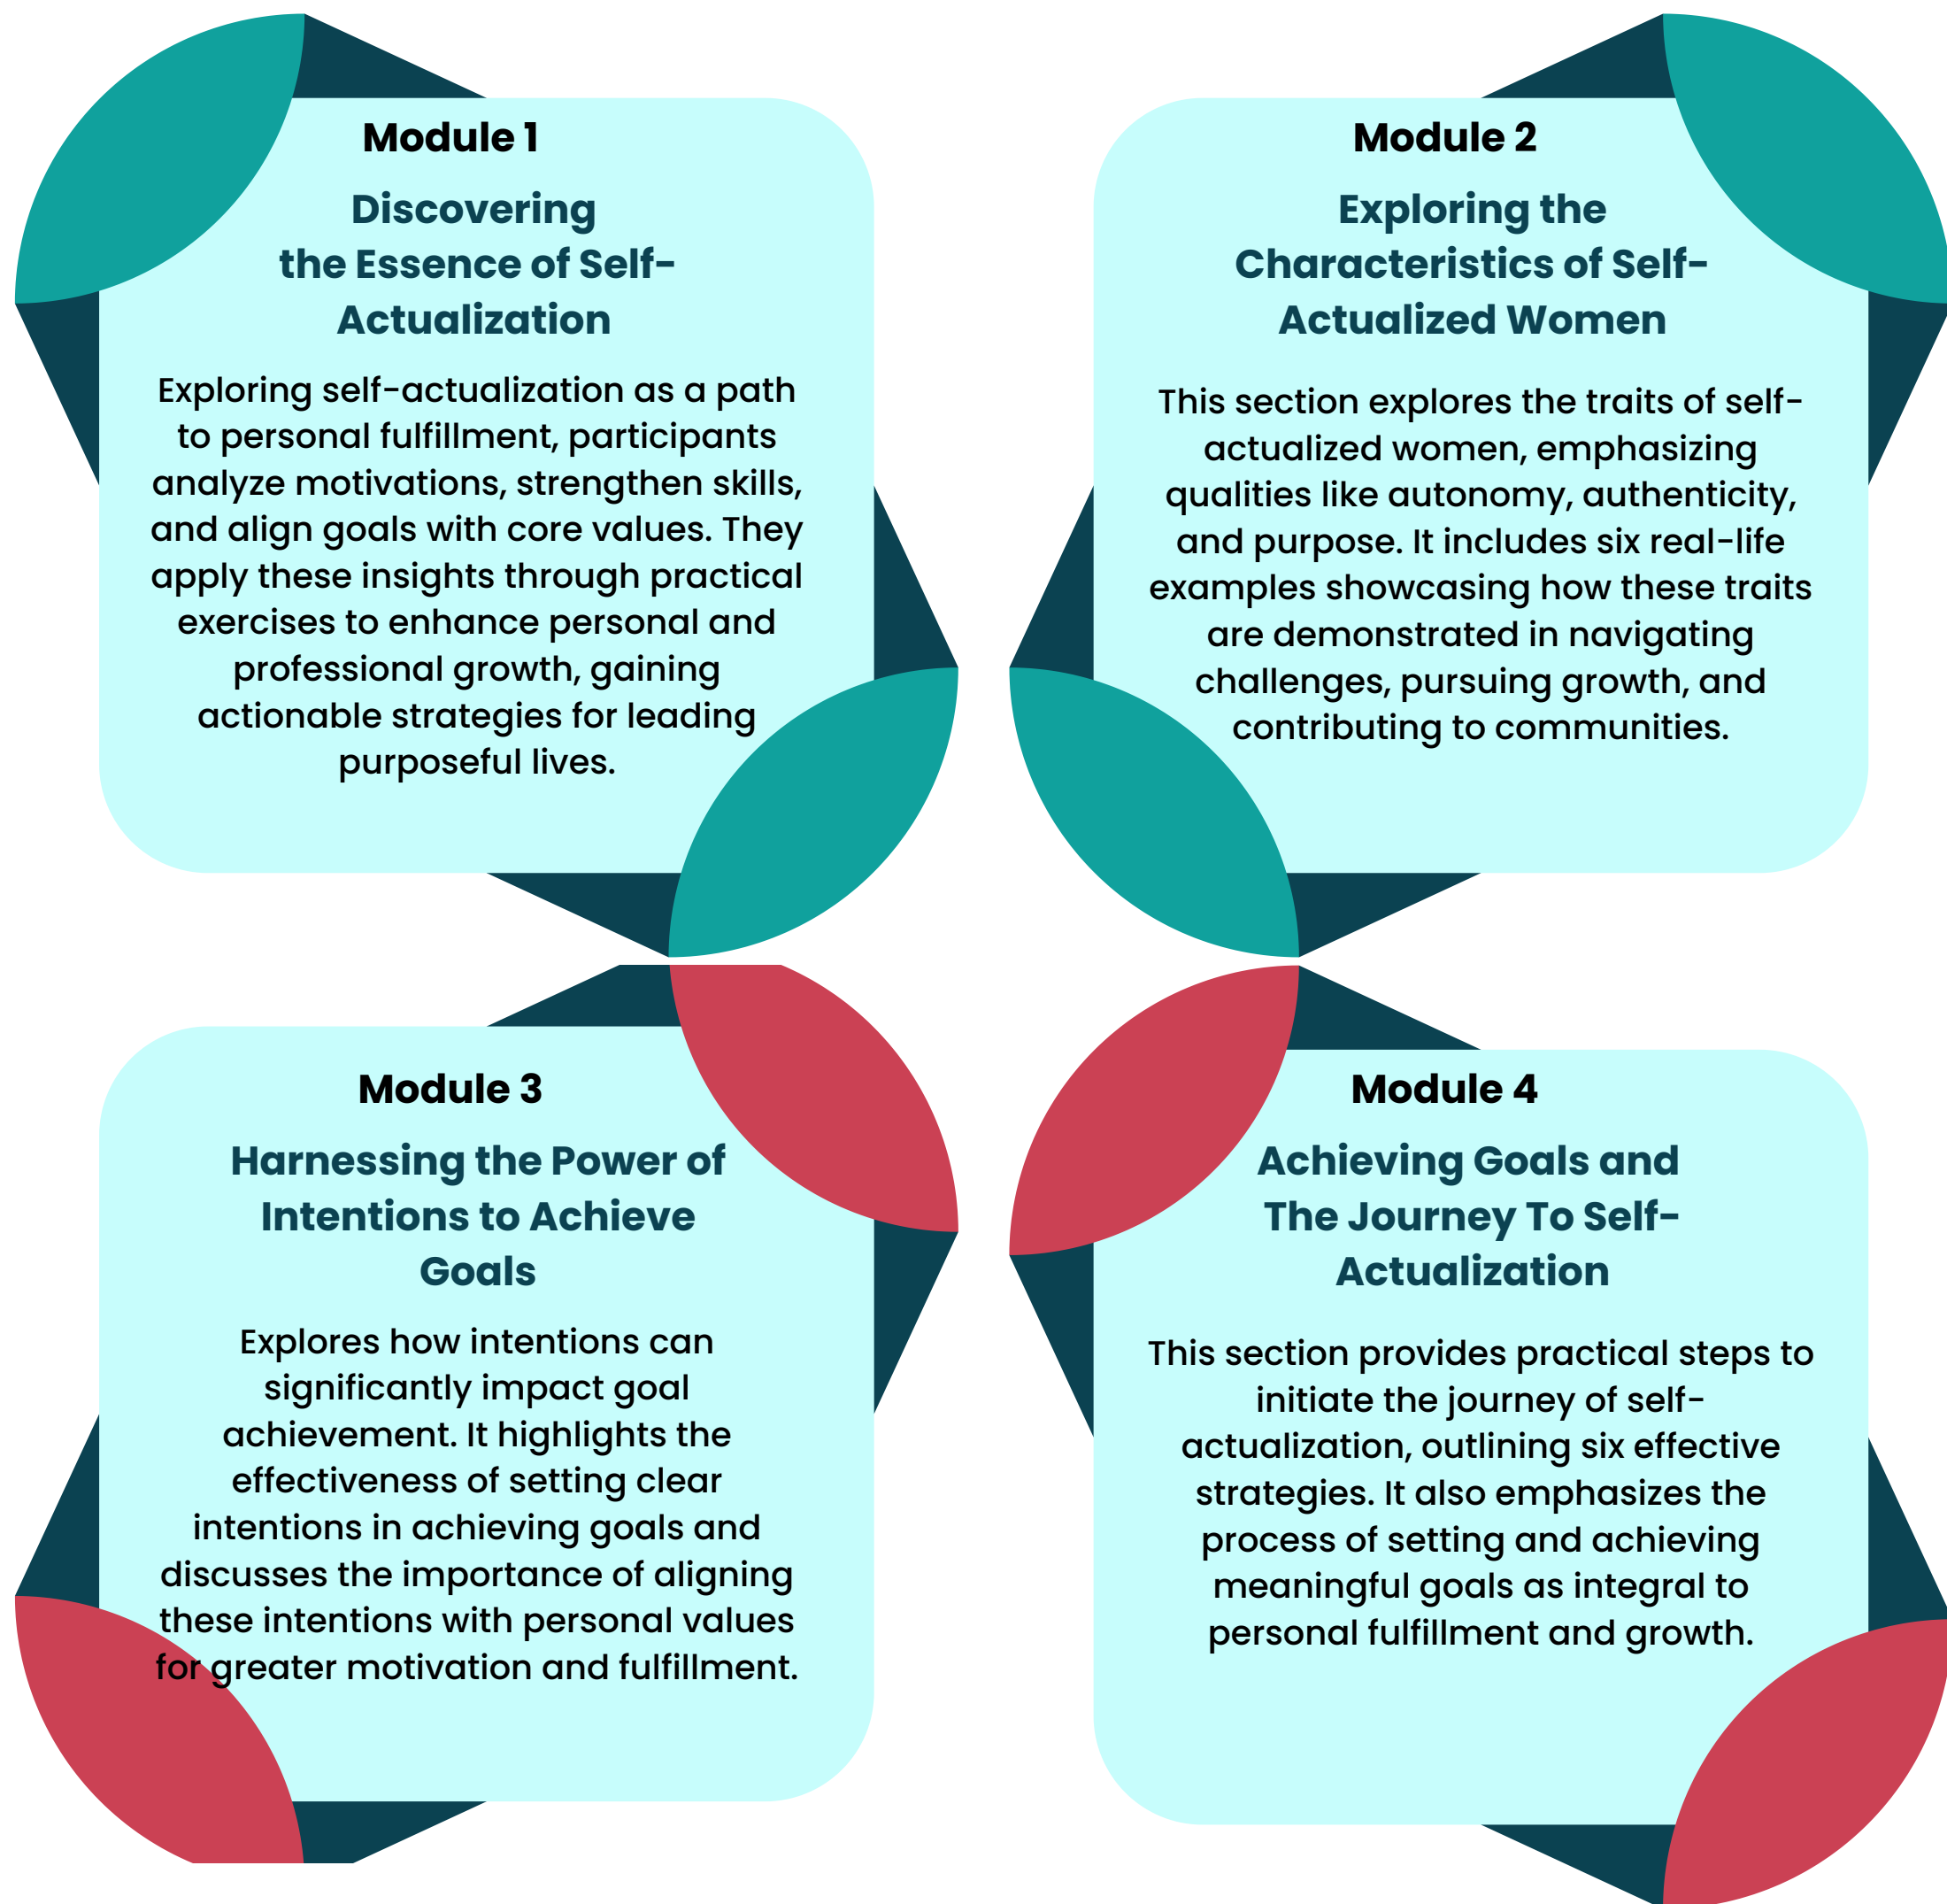 Module 1
Discovering
the Essence of Self-
Actualization
Exploring self-actualization as a path
to personal fulfillment, participants
analyze motivations, strengthen skills,
and align goals with core values. They
apply these insights through practical
exercises to enhance personal and
professional growth, gaining
actionable strategies for leading
purposeful lives.
Module 2
Exploring the
Characteristics of Self-
Actualized Women
This section explores the traits of self-
actualized women, emphasizing
qualities like autonomy, authenticity,
and purpose. It includes six real-life
examples showcasing how these traits
are demonstrated in navigating
challenges, pursuing growth, and
contributing to communities.
Module 3
Harnessing the Power of
Intentions to Achieve
Goals
Explores how intentions can
significantly impact goal
achievement. It highlights the
effectiveness of setting clear
intentions in achieving goals and
discusses the importance of aligning
these intentions with personal values
for greater motivation and fulfillment.
Module 4
Achieving Goals and
The Journey To Self-
Actualization
This section provides practical steps to
initiate the journey of self-
actualization, outlining six effective
strategies. It also emphasizes the
process of setting and achieving
meaningful goals as integral to
personal fulfillment and growth.